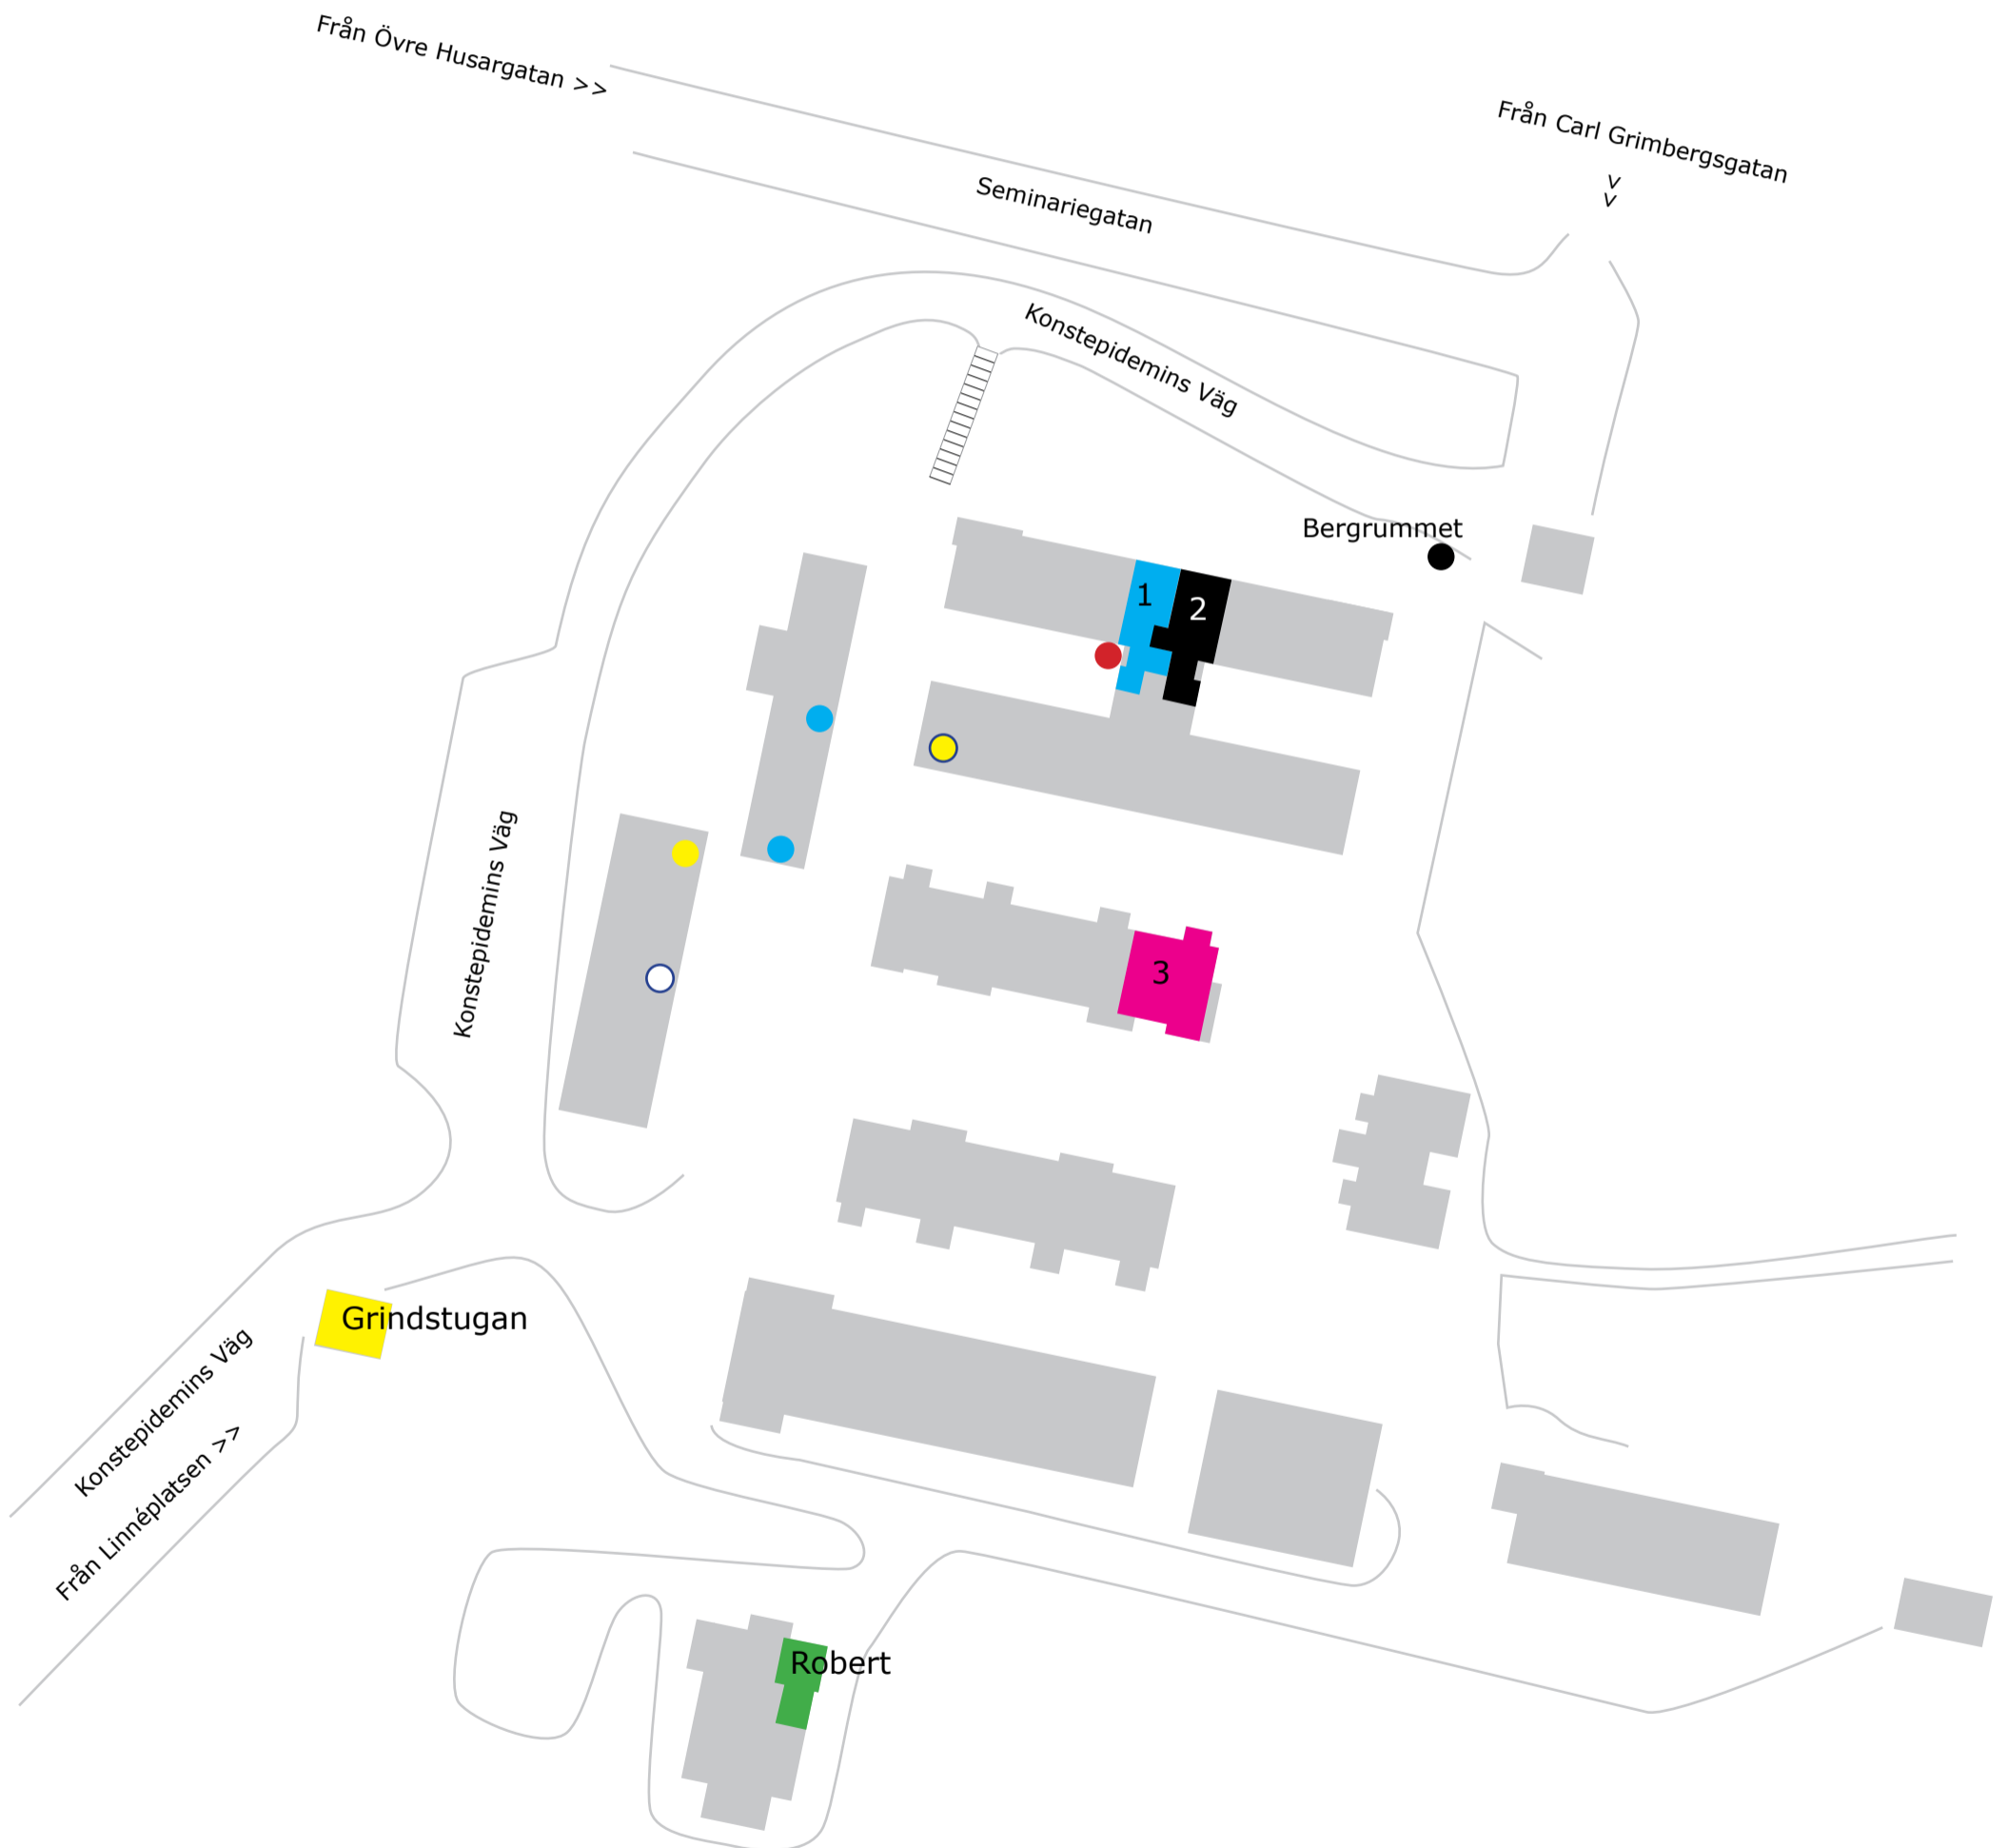 Från Övre Husargatan >>
Från Carl Grimbergsgatan
>>
Seminariegatan
Konstepidemins Väg
Bergrummet
1
2
Konstepidemins Väg
3
Grindstugan
Konstepidemins Väg
Från Linnéplatsen >>
Robert